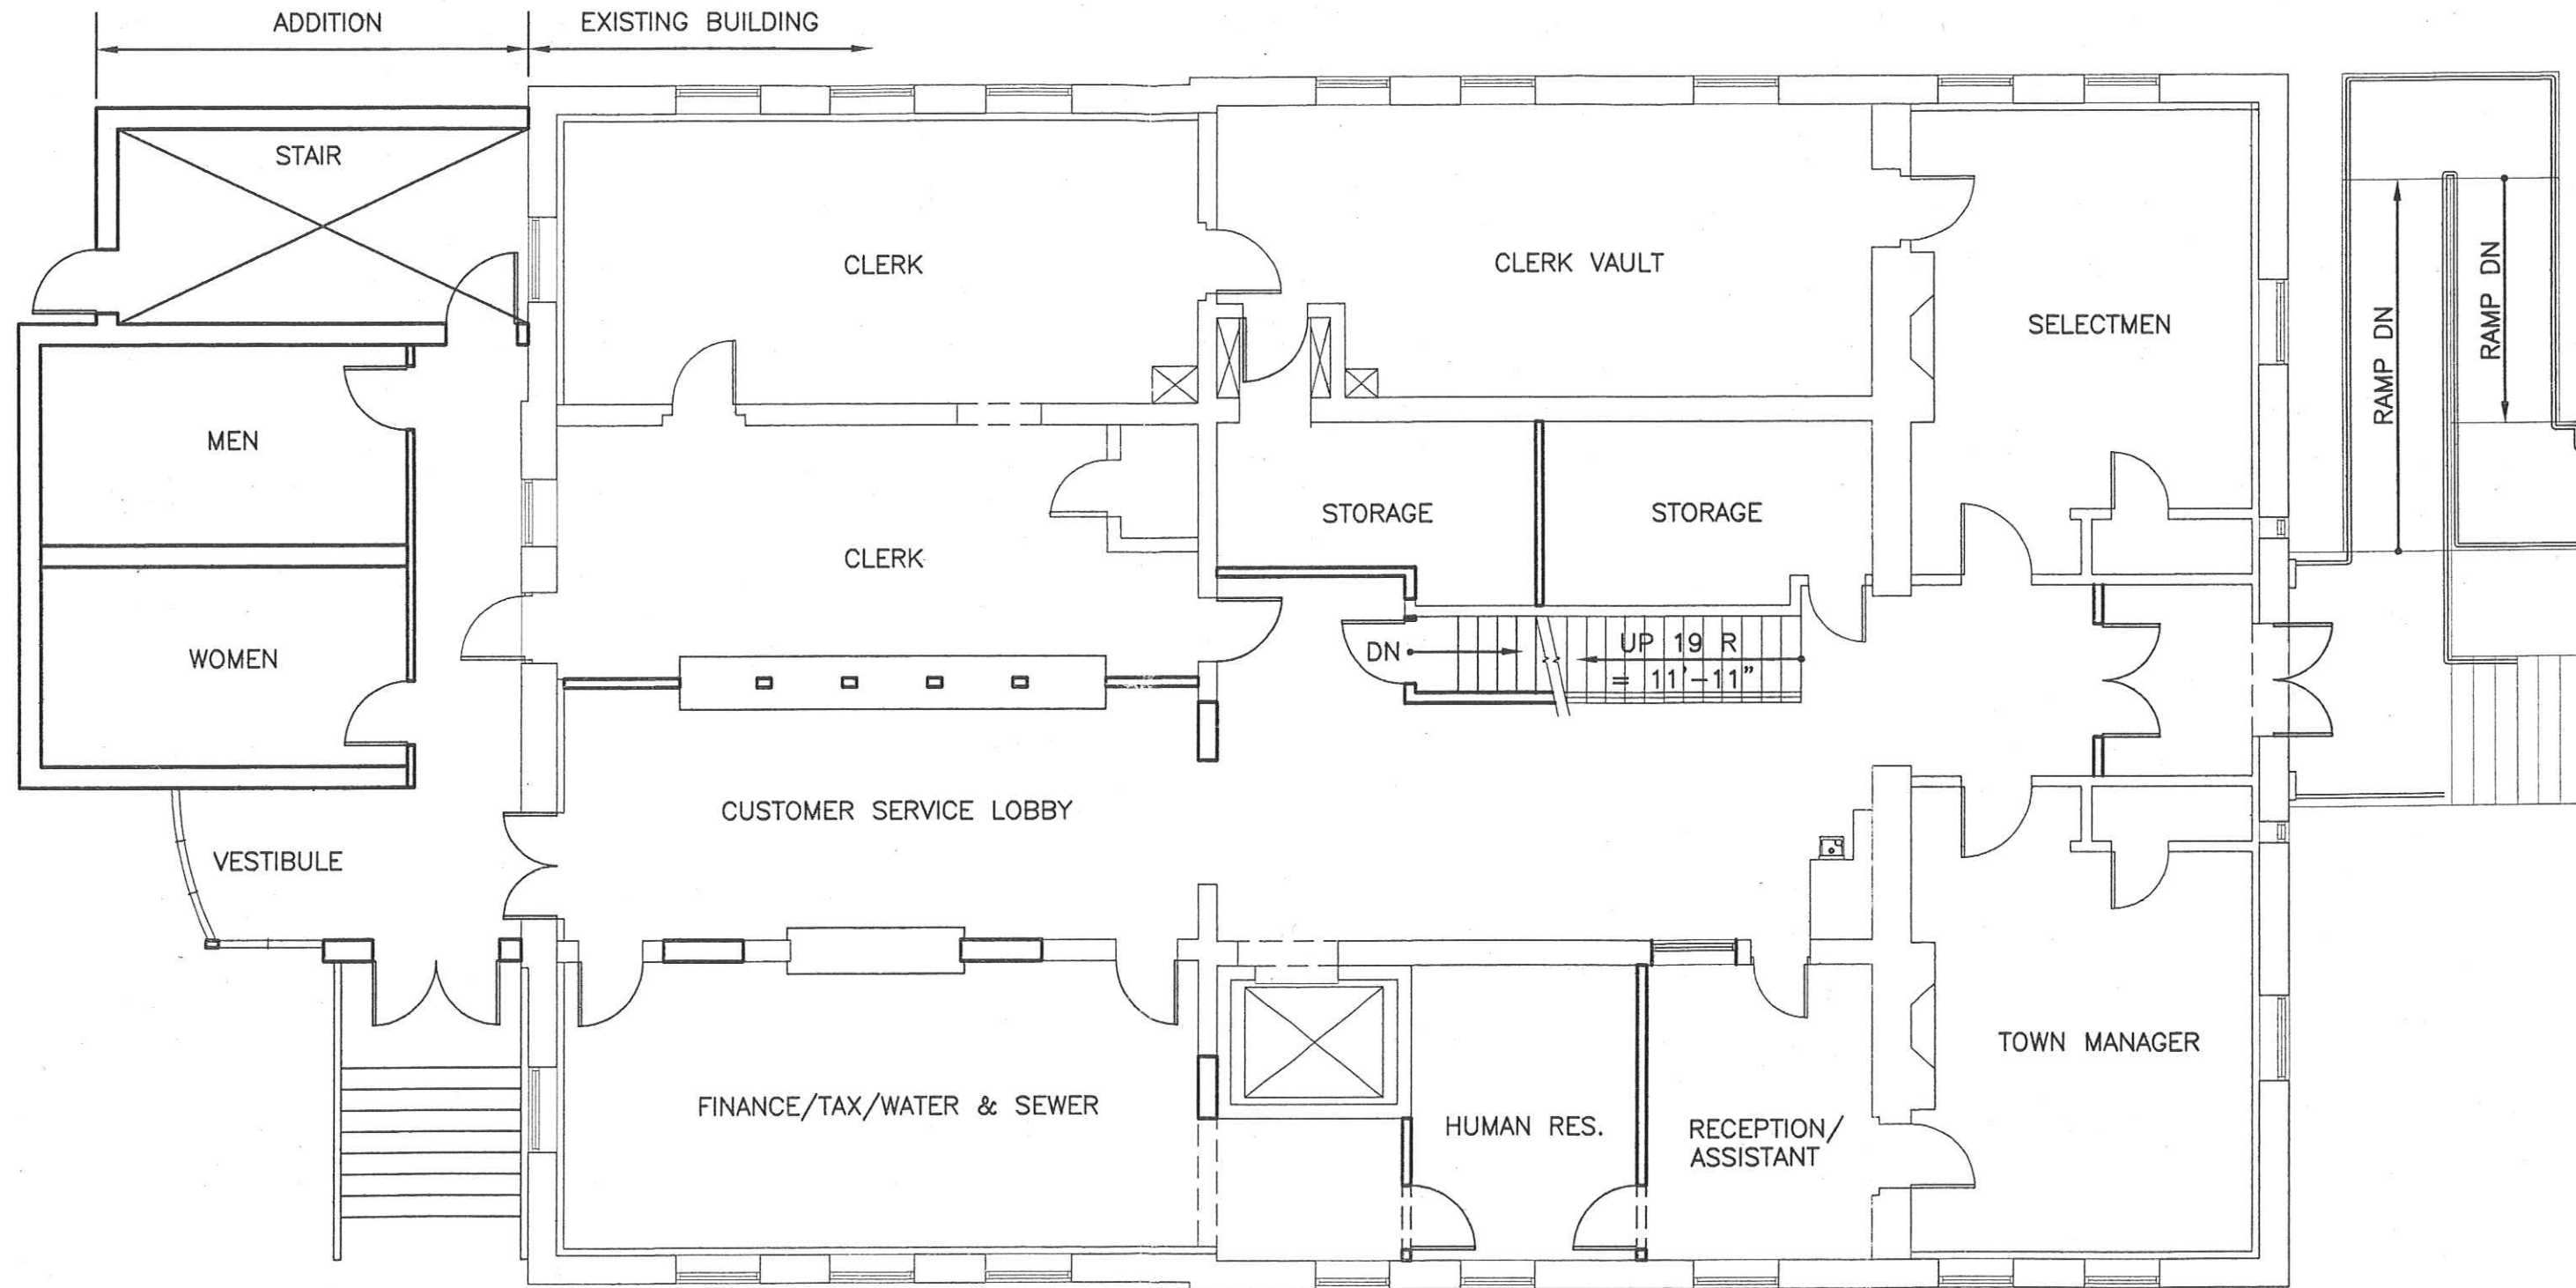 ADDITION
EXISTING BUILDING
STAIR
CLERK
CLERK VAULT
SELECTMEN
RAMP DN
RAMP DN
MEN
STORAGE
STORAGE
CLERK
WOMEN
DN
UP 19 R
= 11'-11"
CUSTOMER SERVICE LOBBY
VESTIBULE
TOWN MANAGER
FINANCE/TAX/WATER & SEWER
HUMAN RES.
RECEPTION/
ASSISTANT